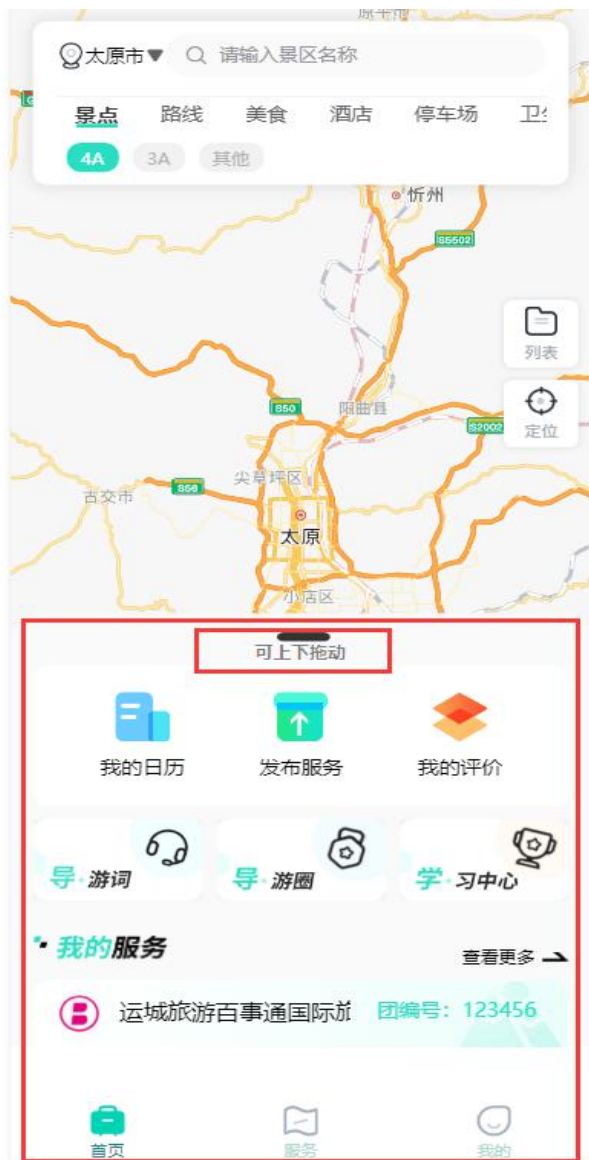 太原市 请输入景区名称
景点 路线 美食 酒店 停车场
4A 3A 其他
忻州
S5502
列表
S50 阳曲县
S2002 定位
尖草坪区
古交市 S56
太原
小店区
可上下拖动
我的日历 发布服务 我的评价
导·游词 导·游圈 学·习中心
我的服务 查看更多
运城旅游百事通国际旅 团编号：123456
首页 服务 我的